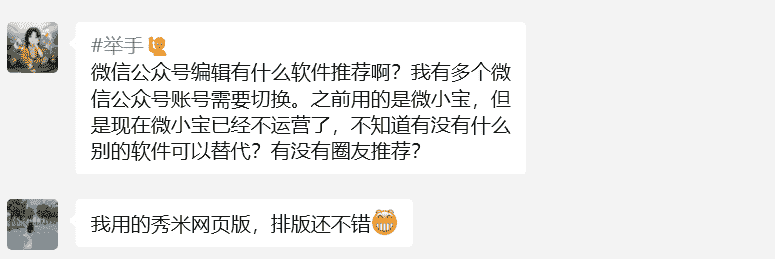 #举手
微信公众号编辑有什么软件推荐啊？我有多个微
信公众号账号需要切换。之前用的是微小宝，但
是现在微小宝已经不运营了，不知道有没有什么
别的软件可以替代？有没有圈友推荐？
我用的秀米网页版，排版还不错